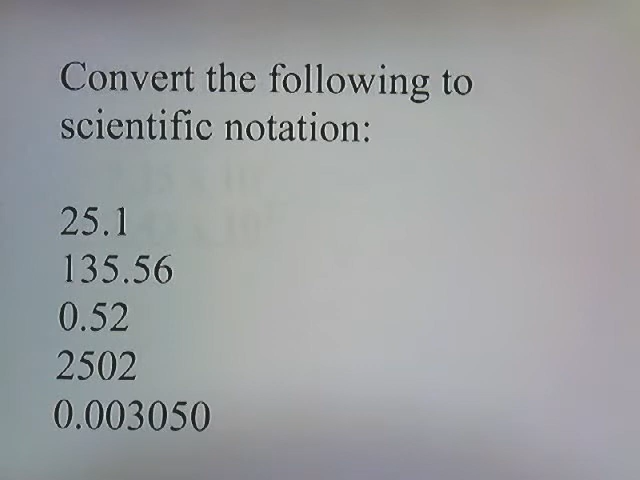 Convert the following to
scientific notation:
25.1
135.56
0.52
2502
0.003050